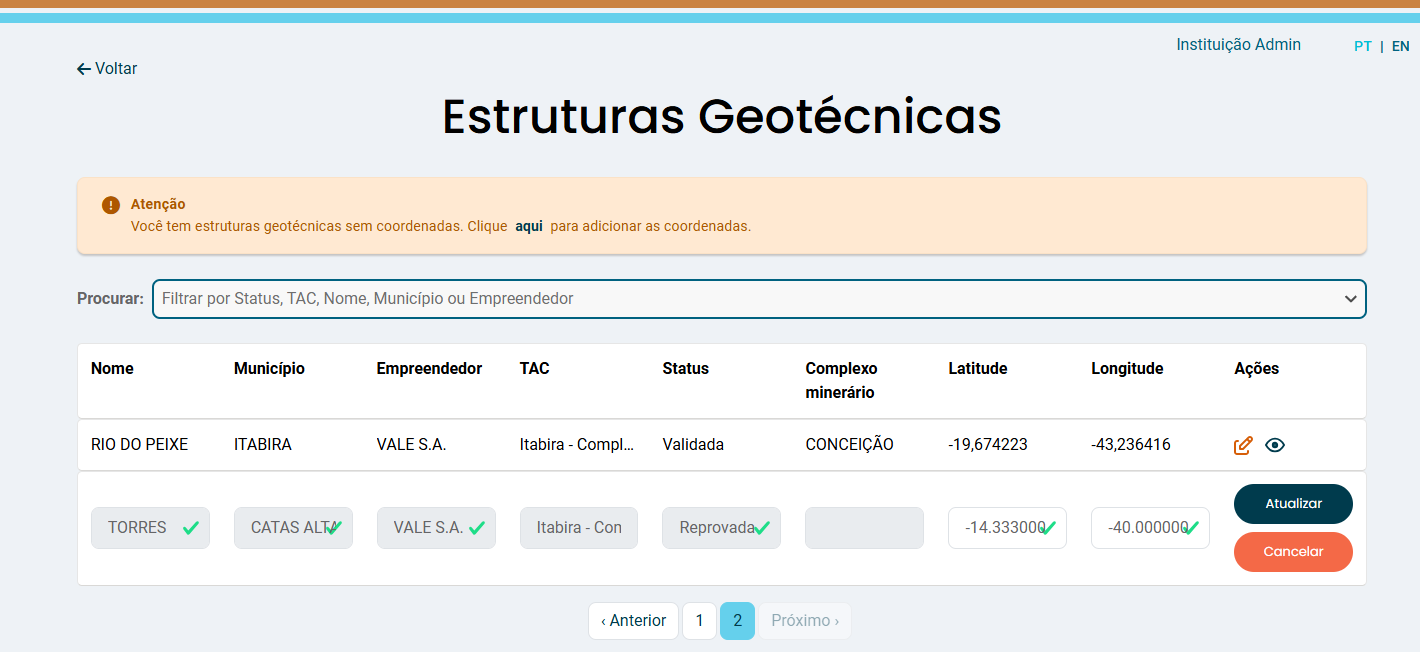 Instituição Admin PT | EN
Voltar
Estruturas Geotécnicas
Atenção
Você tem estruturas geotécnicas sem coordenadas. Clique aqui para adicionar as coordenadas.
Procurar: Filtrar por Status, TAC, Nome, Município ou Empreendedor
Nome Município Empreendedor TAC Status Complexo minerário Latitude Longitude Ações
RIO DO PEIXE ITABIRA VALE S.A. Itabira - Compl... Validada CONCEIÇÃO -19,674223 -43,236416
TORRES CATAS ALTA VALE S.A. Itabira - Con Reprovada -14.333000 -40.000000 Atualizar
Cancelar
‹ Anterior 1 2 Próximo ›